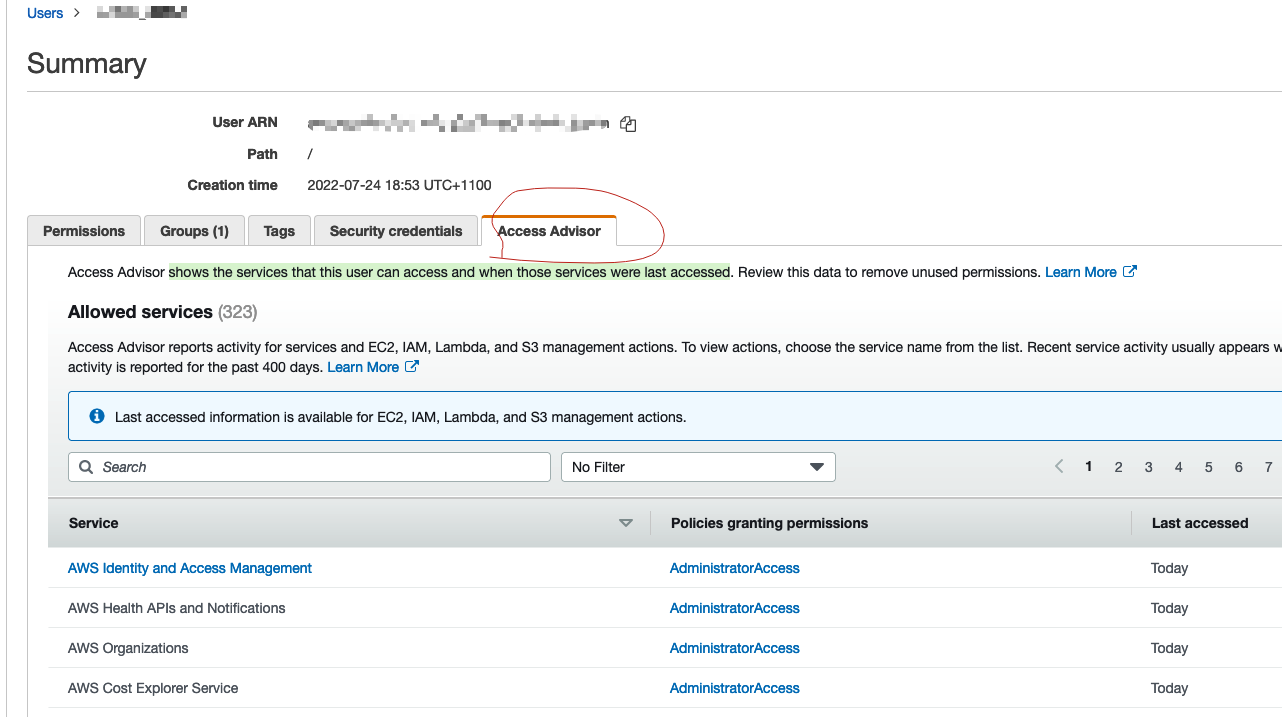 Users >
Summary
User ARN
Path /
Creation time 2022-07-24 18:53 UTC+1100
Permissions Groups (1) Tags Security credentials Access Advisor
Access Advisor shows the services that this user can access and when those services were last accessed. Review this data to remove unused permissions. Learn More
Allowed services (323)
Access Advisor reports activity for services and EC2, IAM, Lambda, and S3 management actions. To view actions, choose the service name from the list. Recent service activity usually appears
activity is reported for the past 400 days. Learn More
Last accessed information is available for EC2, IAM, Lambda, and S3 management actions.
Search No Filter 1 2 3 4 5 6 7
Service Policies granting permissions Last accessed
AWS Identity and Access Management AdministratorAccess Today
AWS Health APIs and Notifications AdministratorAccess Today
AWS Organizations AdministratorAccess Today
AWS Cost Explorer Service AdministratorAccess Today